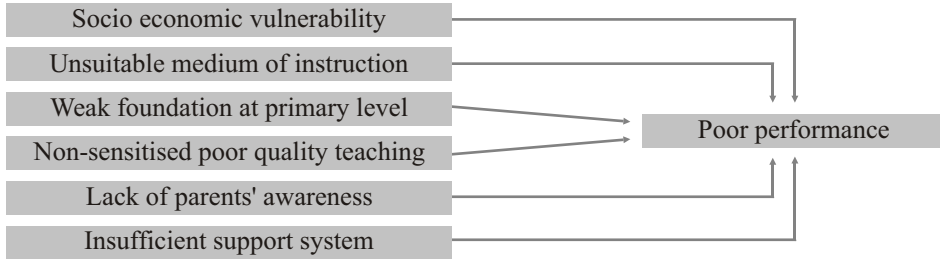 Socio economic vulnerability
Unsuitable medium of instruction
Weak foundation at primary level
Non-sensitised poor quality teaching
Lack of parents' awareness
Insufficient support system
Poor performance